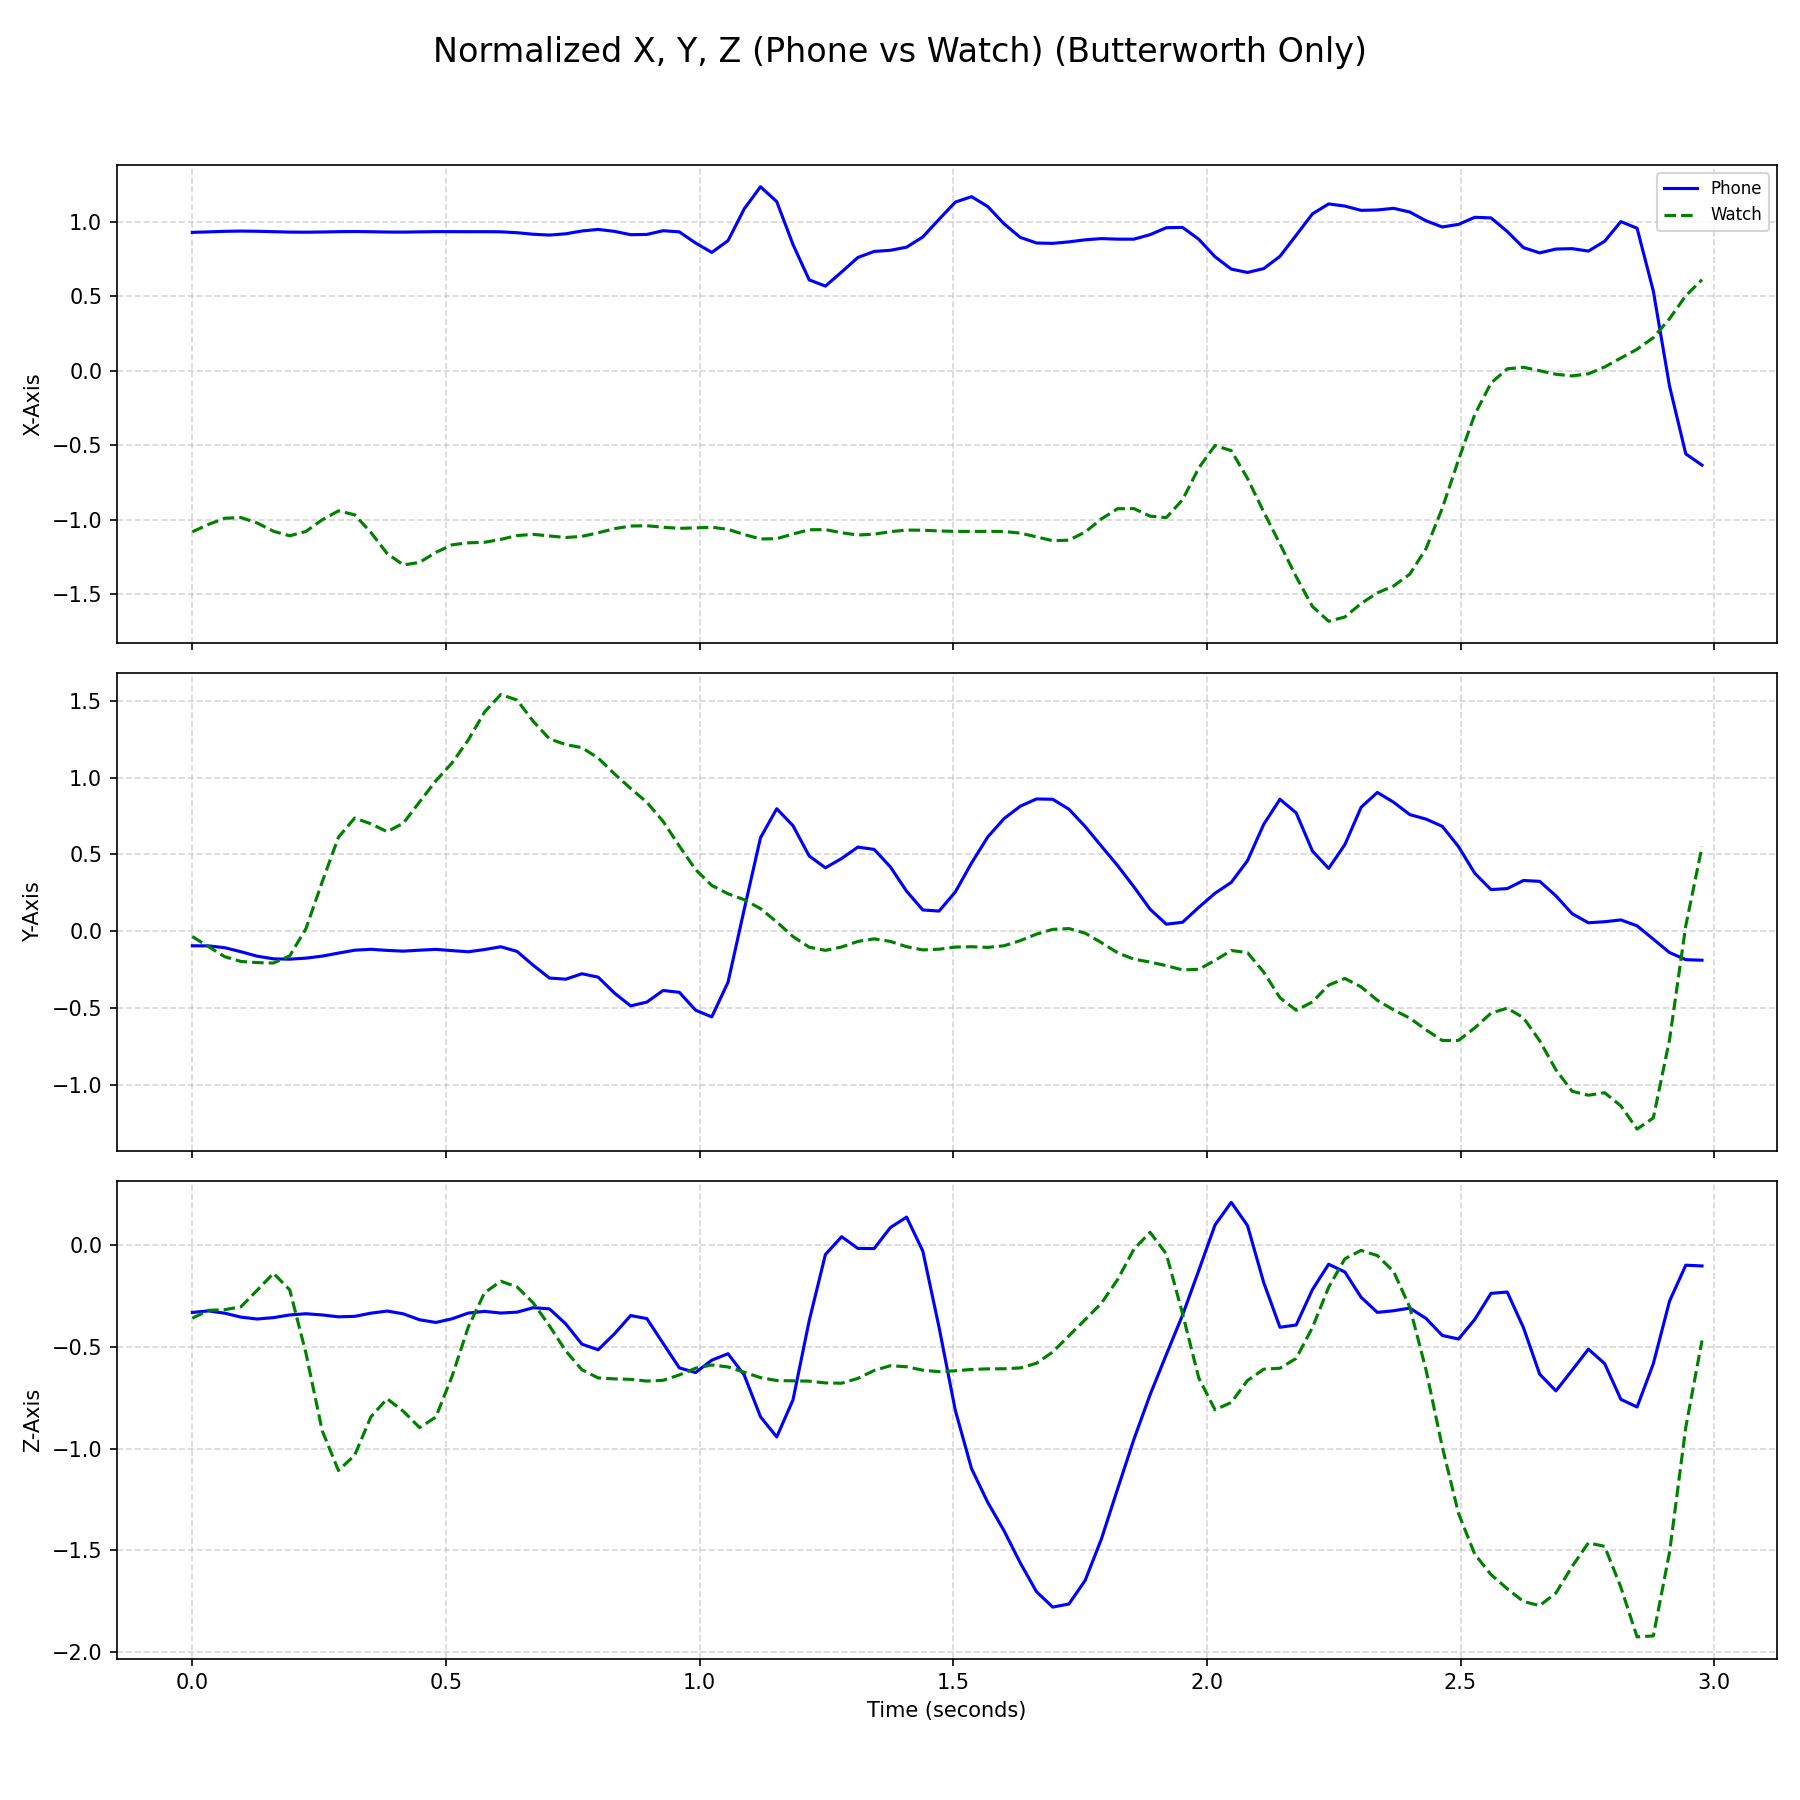 Normalized X, Y, Z (Phone vs Watch) (Butterworth Only)
Phone
Watch
1.0
0.5
0.0
−0.5
−1.0
−1.5
X-Axis
1.5
1.0
0.5
0.0
−0.5
−1.0
Y-Axis
0.0
−0.5
−1.0
−1.5
−2.0
Z-Axis
0.0 0.5 1.0 1.5 2.0 2.5 3.0
Time (seconds)